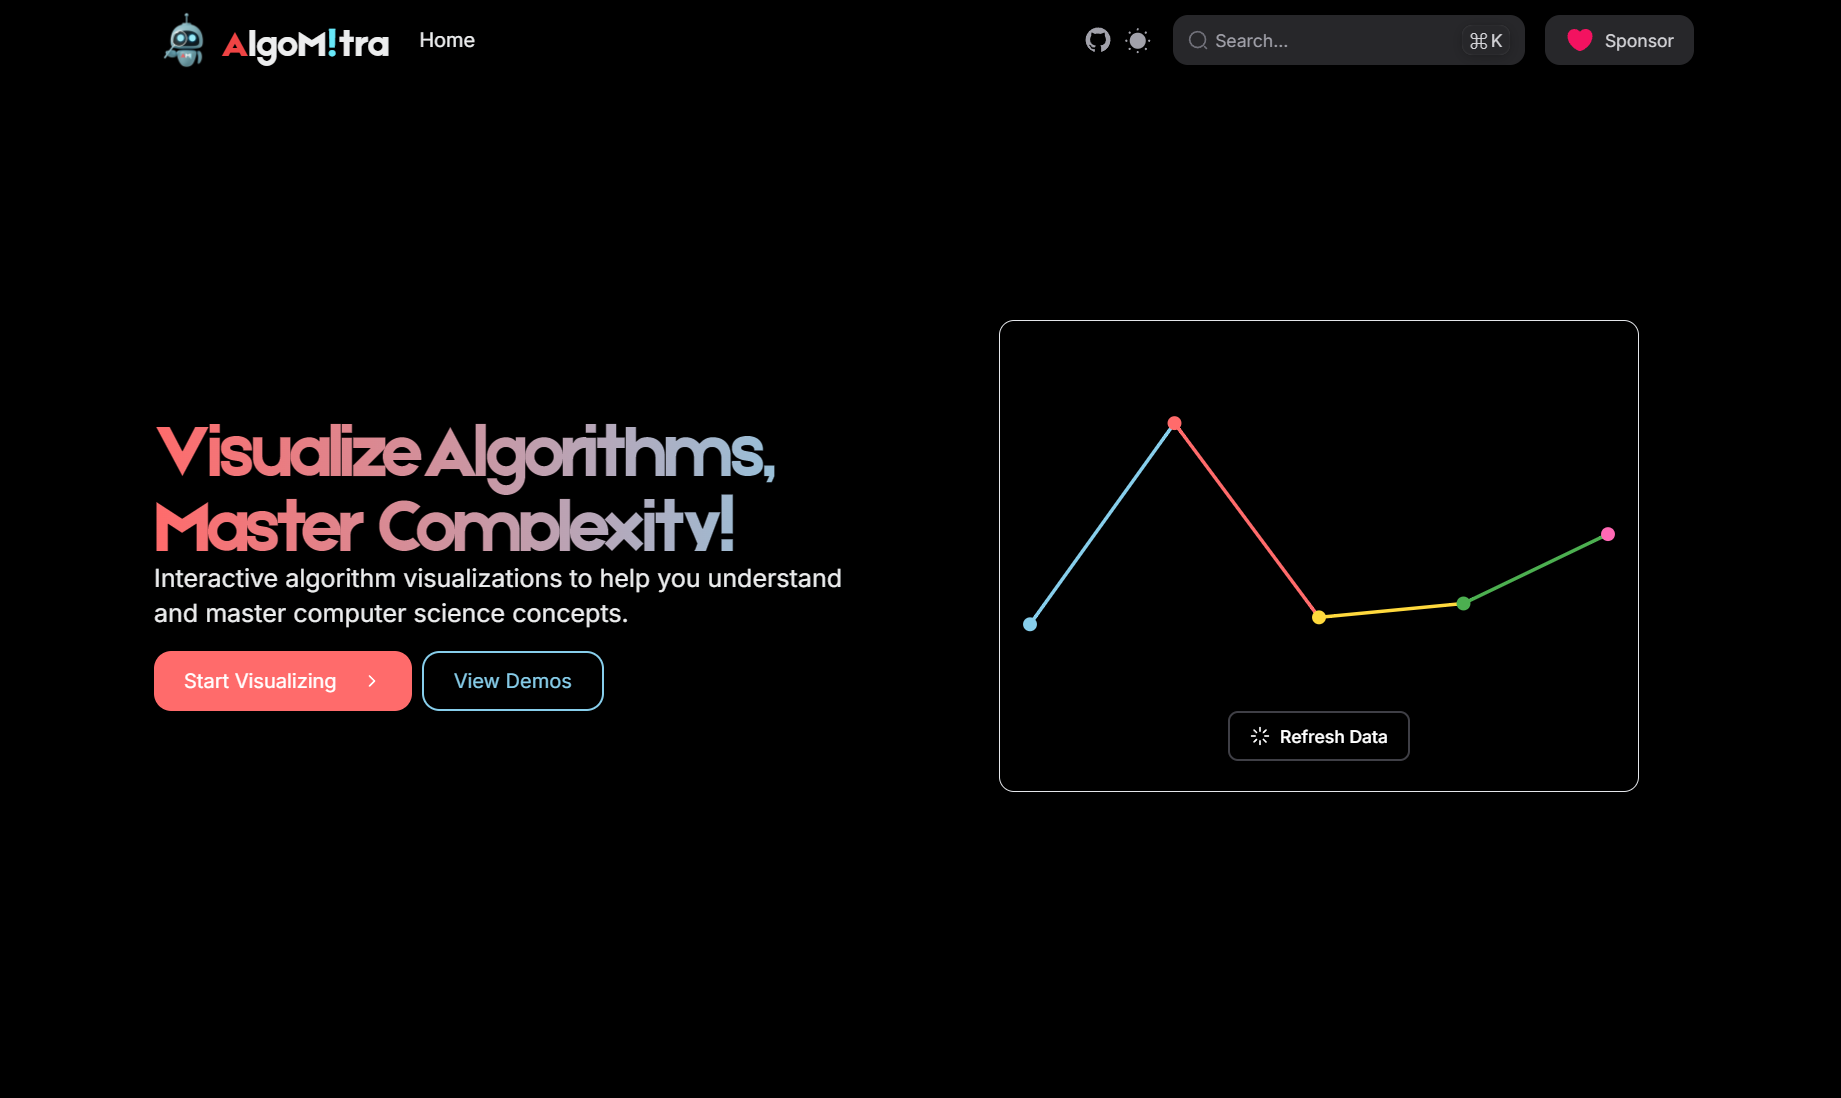 AlgoM!tra
Home
Search...
⌘K
Sponsor
Visualize Algorithms,
Master Complexity!
Interactive algorithm visualizations to help you understand
and master computer science concepts.
Start Visualizing
View Demos
Refresh Data